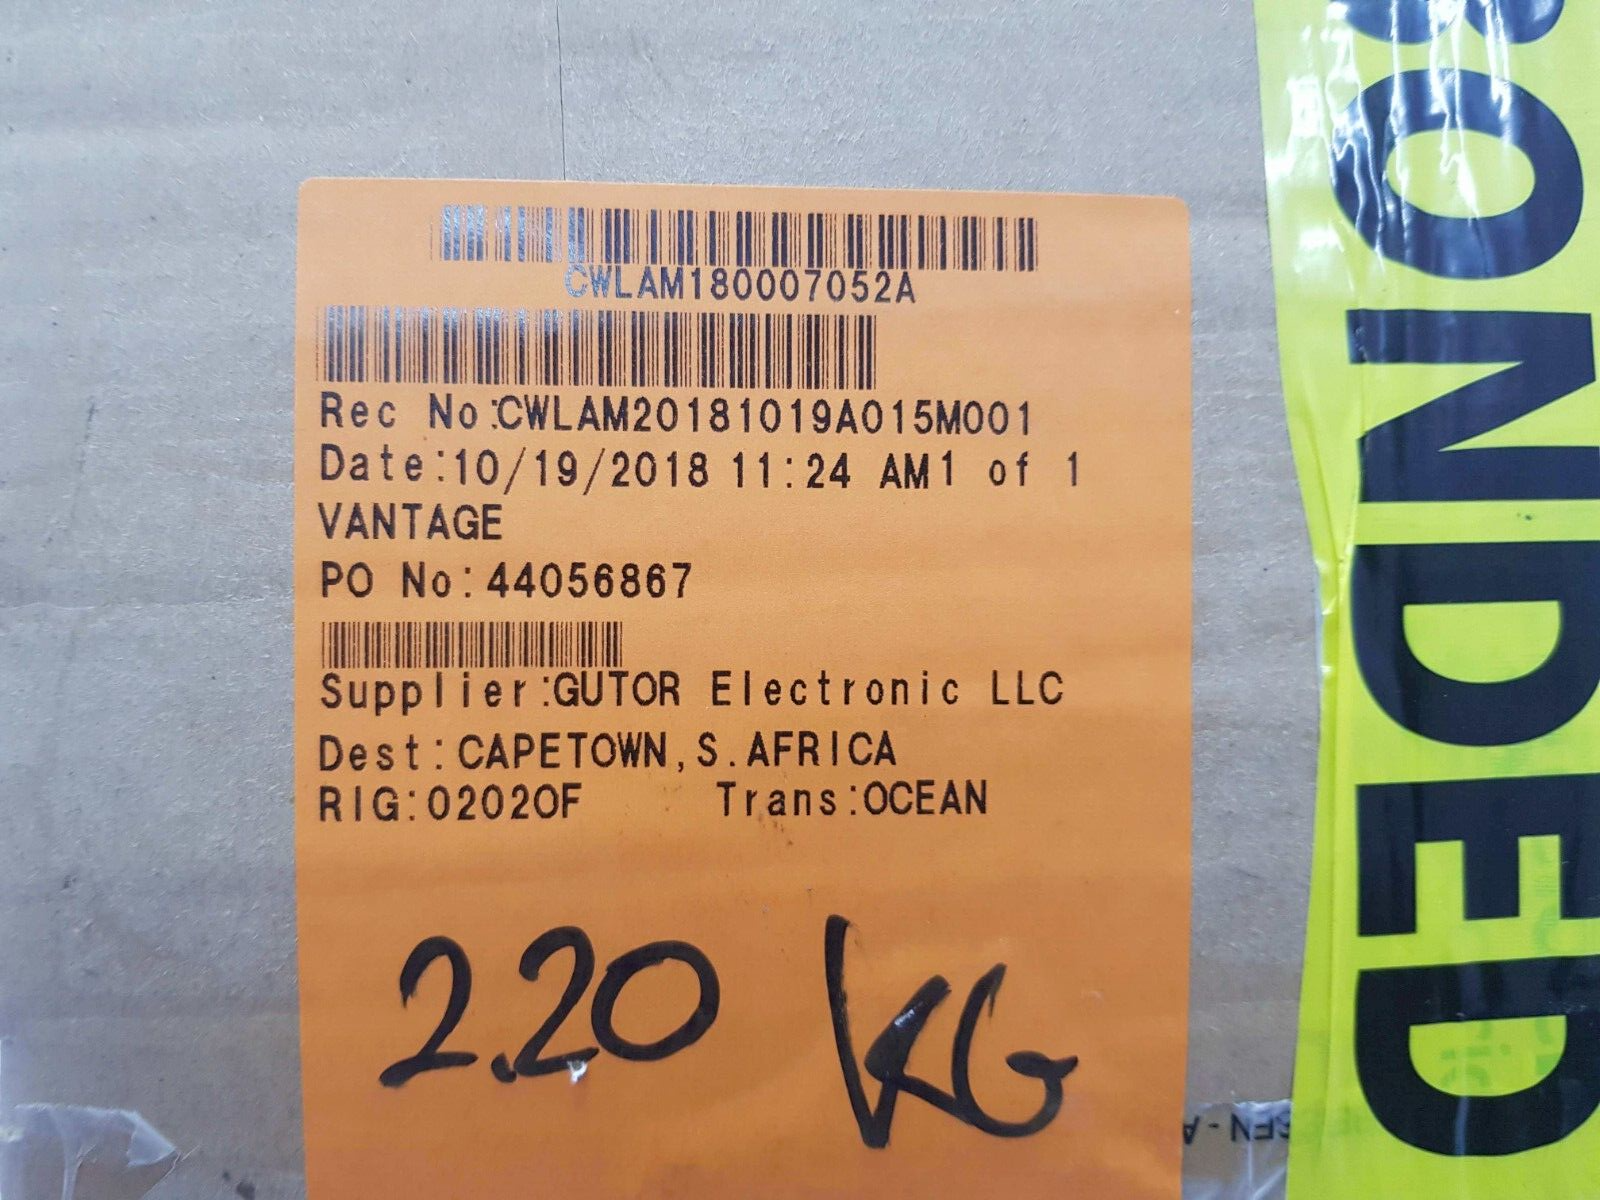 CWLAM180007052A
Rec No:CWLAM20181019A015M001
Date:10/19/2018 11:24 AM1 of 1
VANTAGE
PO No:44056867
Supplier:GUTOR Electronic LLC
Dest:CAPETOWN,S.AFRICA
RIG:02020F Trans:OCEAN
2.20 KG
BONDED